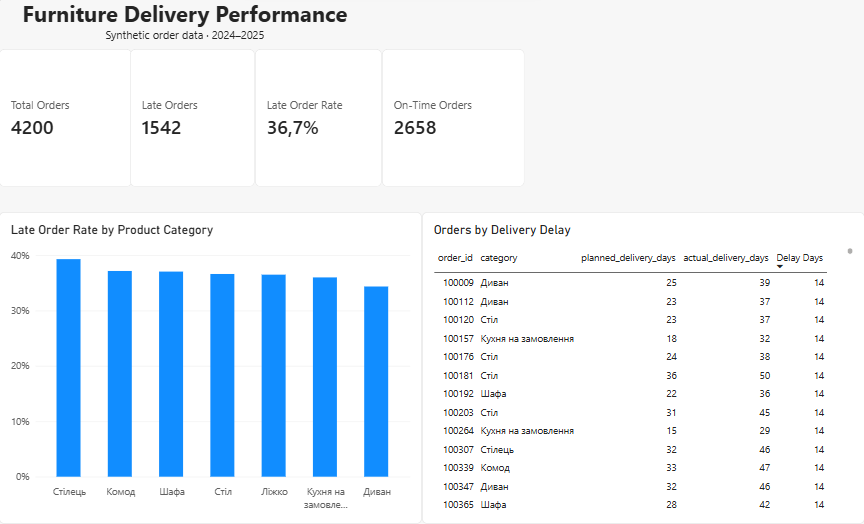 Furniture Delivery Performance
Synthetic order data · 2024–2025
Total Orders
4200
Late Orders
1542
Late Order Rate
36,7%
On-Time Orders
2658
Late Order Rate by Product Category
40%
30%
20%
10%
0%
Стілець Комод Шафа Стіл Ліжко Кухня на замовле... Диван
Orders by Delivery Delay
order_id category planned_delivery_days actual_delivery_days Delay Days
100009 Диван 25 39 14
100112 Диван 23 37 14
100120 Стіл 23 37 14
100157 Кухня на замовлення 18 32 14
100176 Стіл 24 38 14
100181 Стіл 36 50 14
100192 Шафа 22 36 14
100203 Стіл 31 45 14
100264 Кухня на замовлення 15 29 14
100307 Стілець 32 46 14
100339 Комод 33 47 14
100347 Диван 32 46 14
100365 Шафа 28 42 14